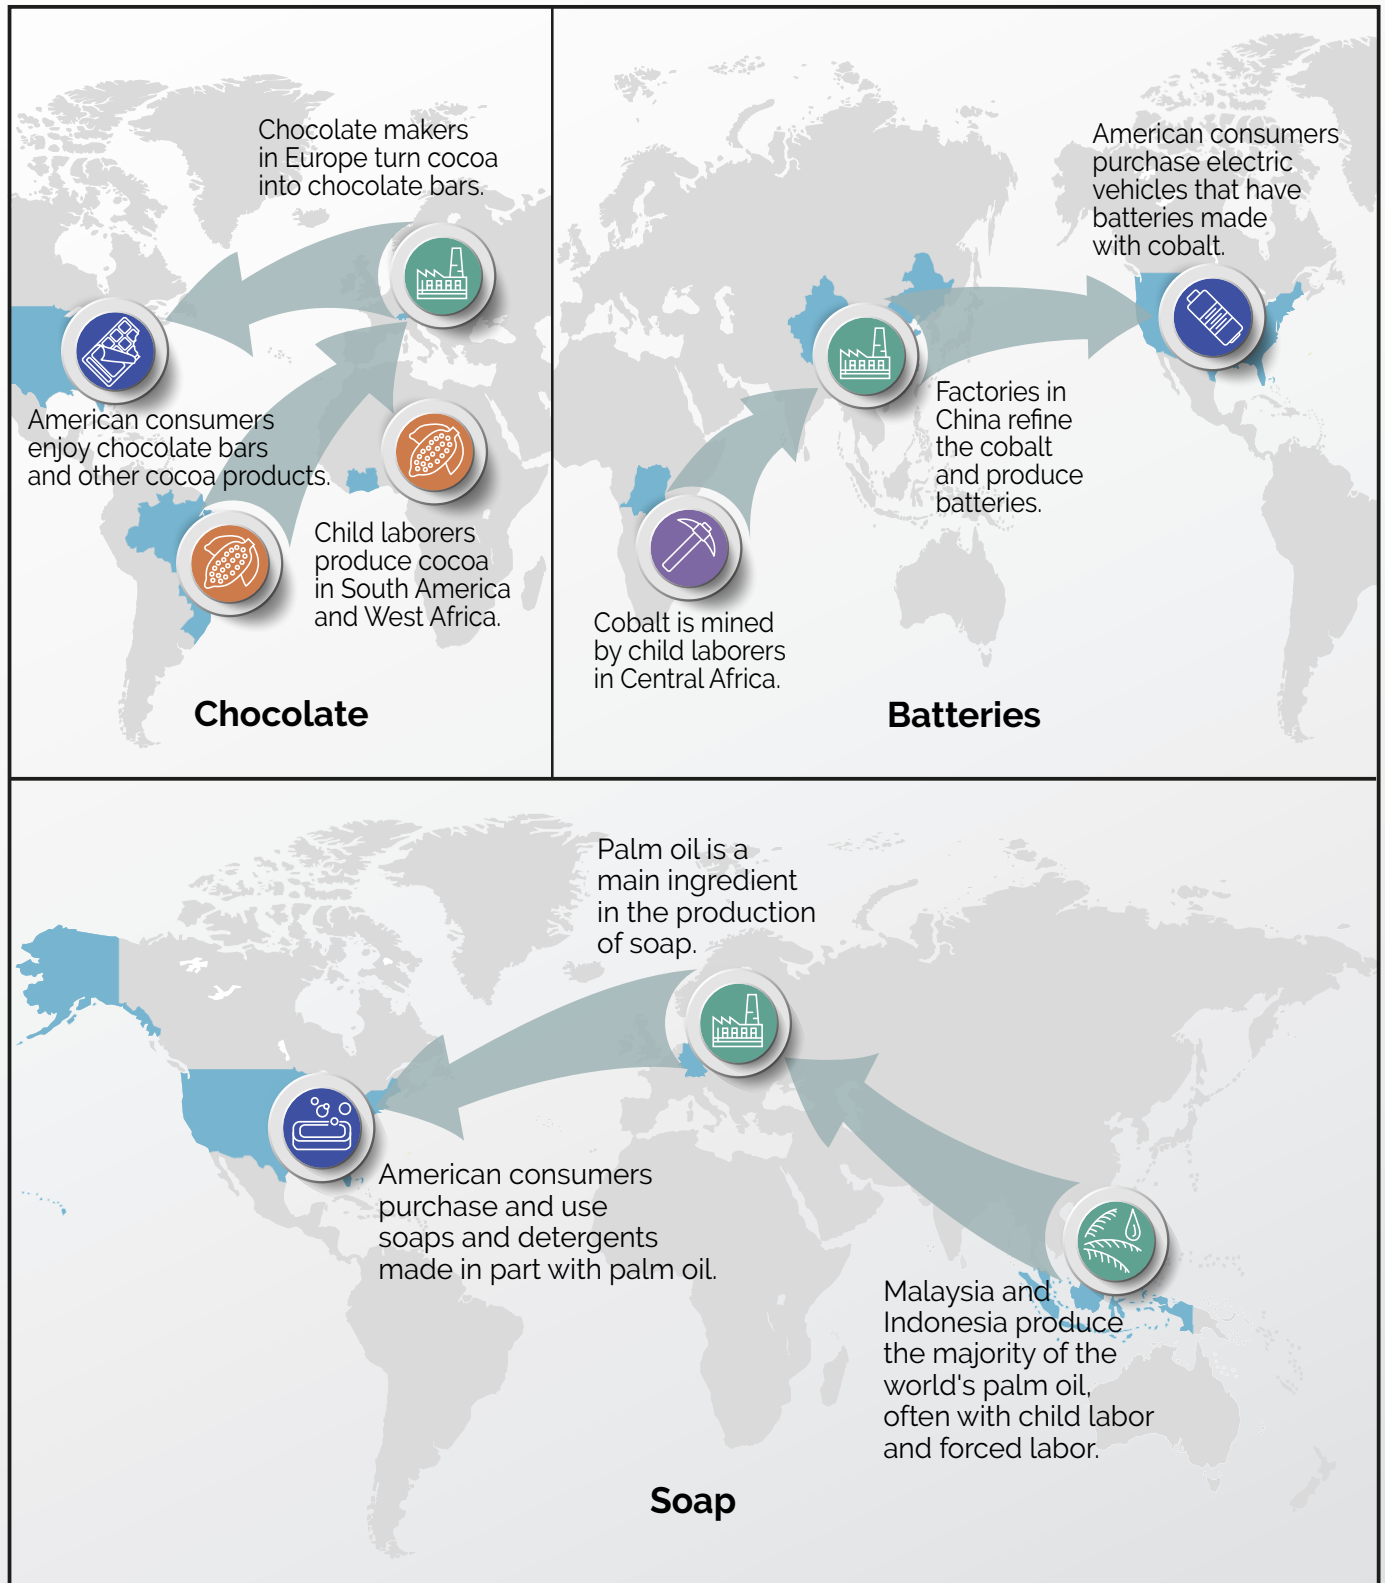 Chocolate makers
in Europe turn cocoa
into chocolate bars.
American consumers
enjoy chocolate bars
and other cocoa products.
Child laborers
produce cocoa
in South America
and West Africa.
Chocolate
American consumers
purchase electric
vehicles that have
batteries made
with cobalt.
Factories in
China refine
the cobalt
and produce
batteries.
Cobalt is mined
by child laborers
in Central Africa.
Batteries
Palm oil is a
main ingredient
in the production
of soap.
American consumers
purchase and use
soaps and detergents
made in part with palm oil.
Malaysia and
Indonesia produce
the majority of the
world's palm oil,
often with child labor
and forced labor.
Soap